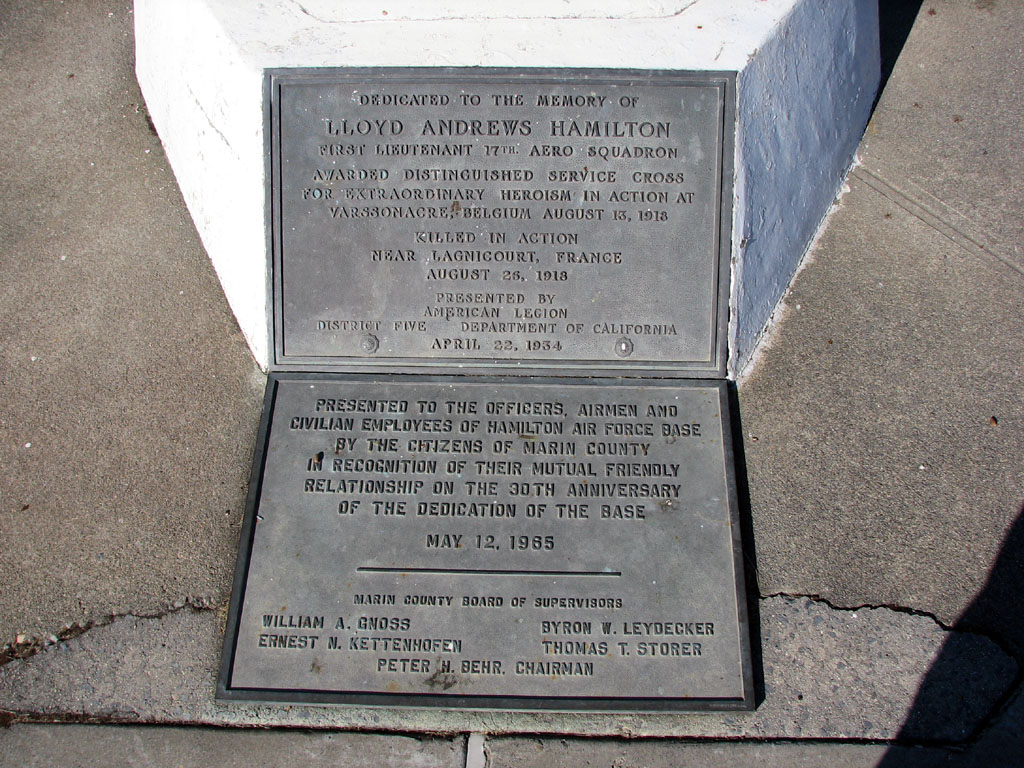 DEDICATED TO THE MEMORY OF
LLOYD ANDREWS HAMILTON
FIRST LIEUTENANT 17TH. AERO SQUADRON
AWARDED DISTINGUISHED SERVICE CROSS
FOR EXTRAORDINARY HEROISM IN ACTION AT
VARSSONACRE, BELGIUM AUGUST 13, 1918
KILLED IN ACTION
NEAR LAGNICOURT, FRANCE
AUGUST 26, 1918
PRESENTED BY
AMERICAN LEGION
DISTRICT FIVE DEPARTMENT OF CALIFORNIA
APRIL 22, 1934
PRESENTED TO THE OFFICERS, AIRMEN AND
CIVILIAN EMPLOYEES OF HAMILTON AIR FORCE BASE
BY THE CITIZENS OF MARIN COUNTY
IN RECOGNITION OF THEIR MUTUAL FRIENDLY
RELATIONSHIP ON THE 30TH ANNIVERSARY
OF THE DEDICATION OF THE BASE
MAY 12, 1965
MARIN COUNTY BOARD OF SUPERVISORS
WILLIAM A. GNOSS BYRON W. LEYDECKER
ERNEST N. KETTENHOFEN THOMAS T. STORER
PETER H. BEHR, CHAIRMAN